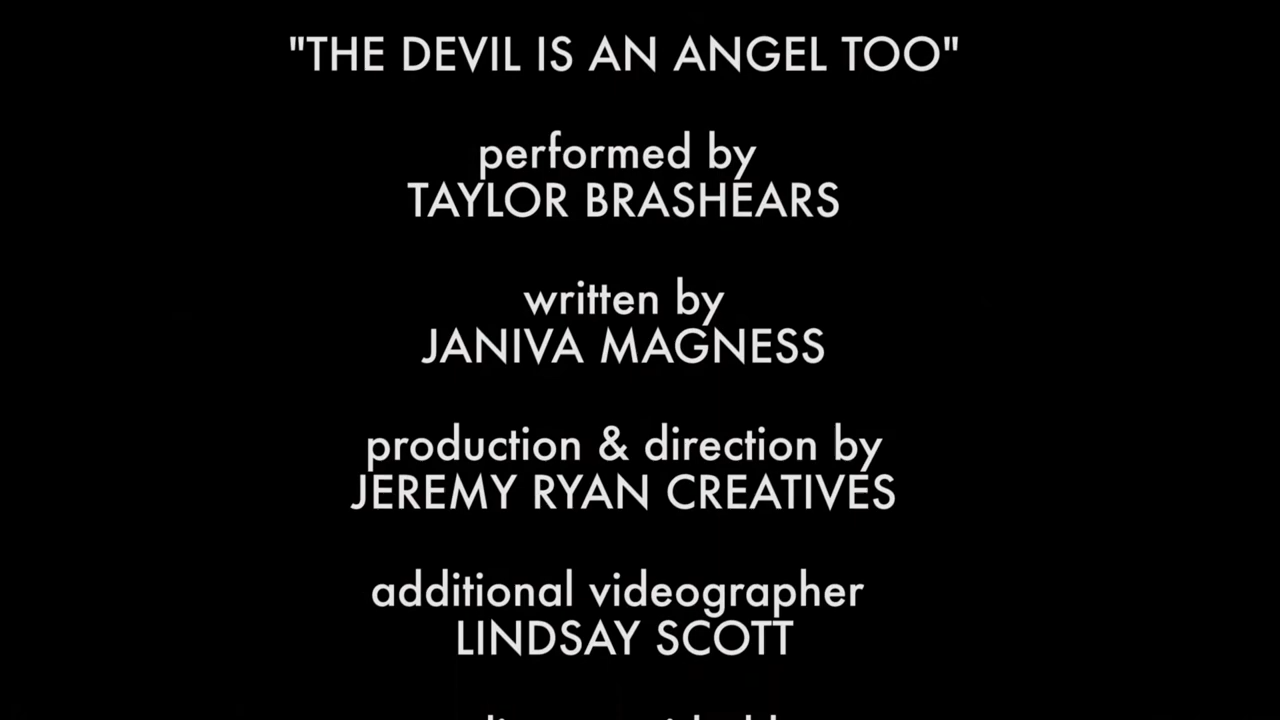 "THE DEVIL IS AN ANGEL TOO"
performed by
TAYLOR BRASHEARS
written by
JANIVA MAGNESS
production & direction by
JEREMY RYAN CREATIVES
additional videographer
LINDSAY SCOTT